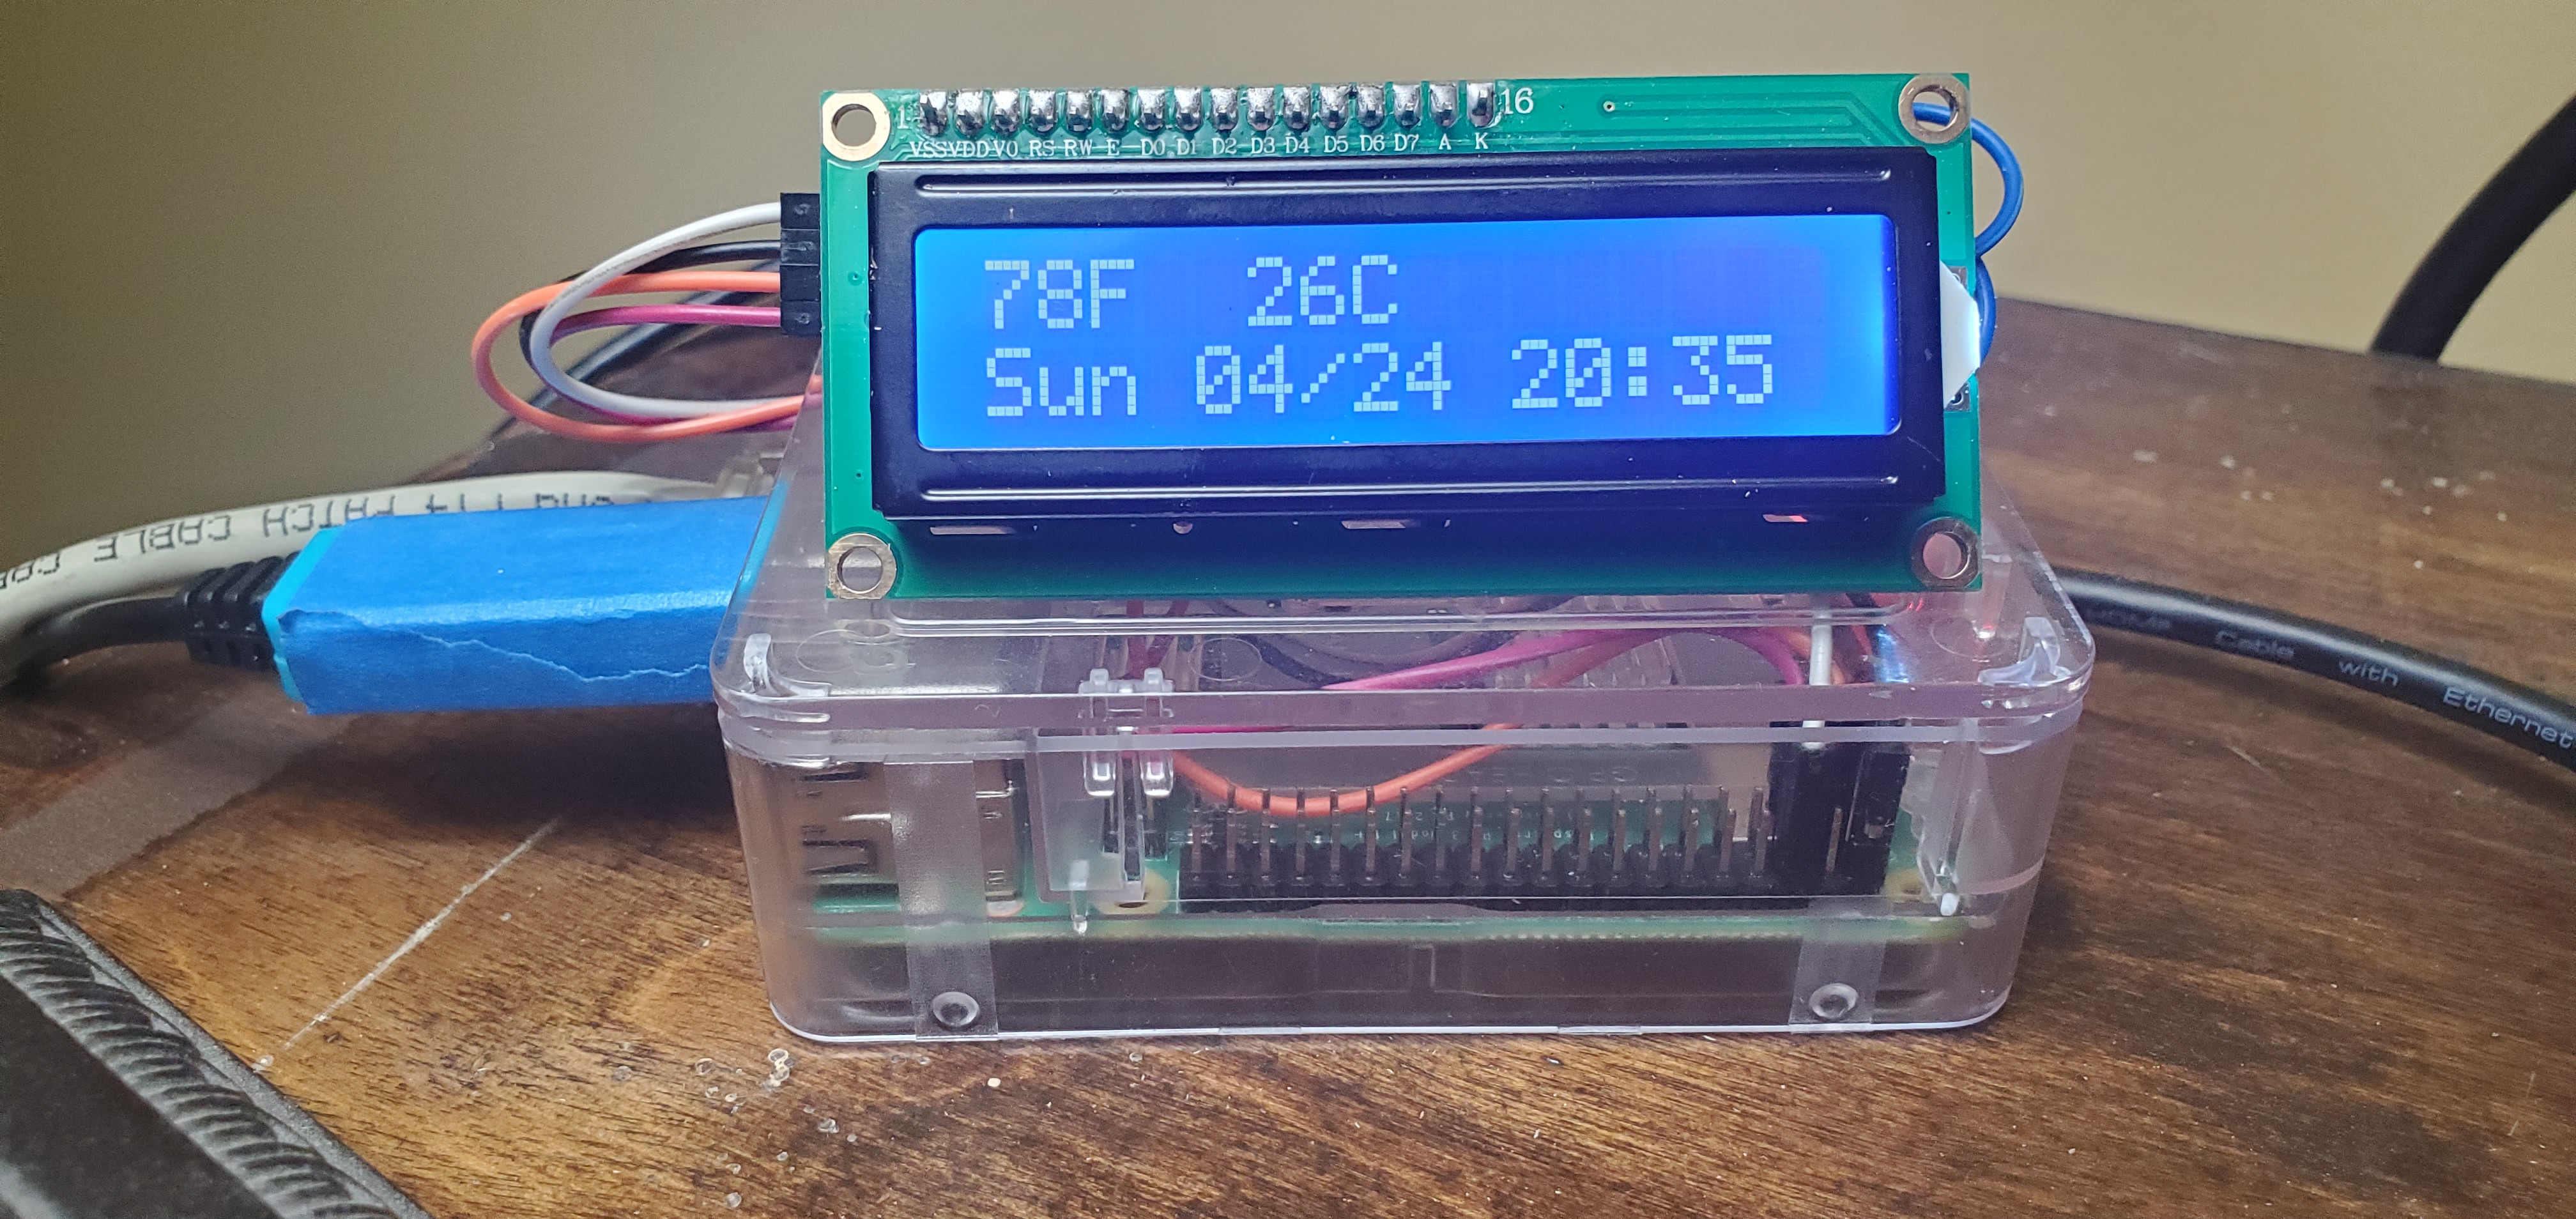 1 16
VSS VDD V0 RS RW E D0 D1 D2 D3 D4 D5 D6 D7 A K
78F 26C
Sun 04/24 20:35
PATCH CABLE
Cable with Ethernet